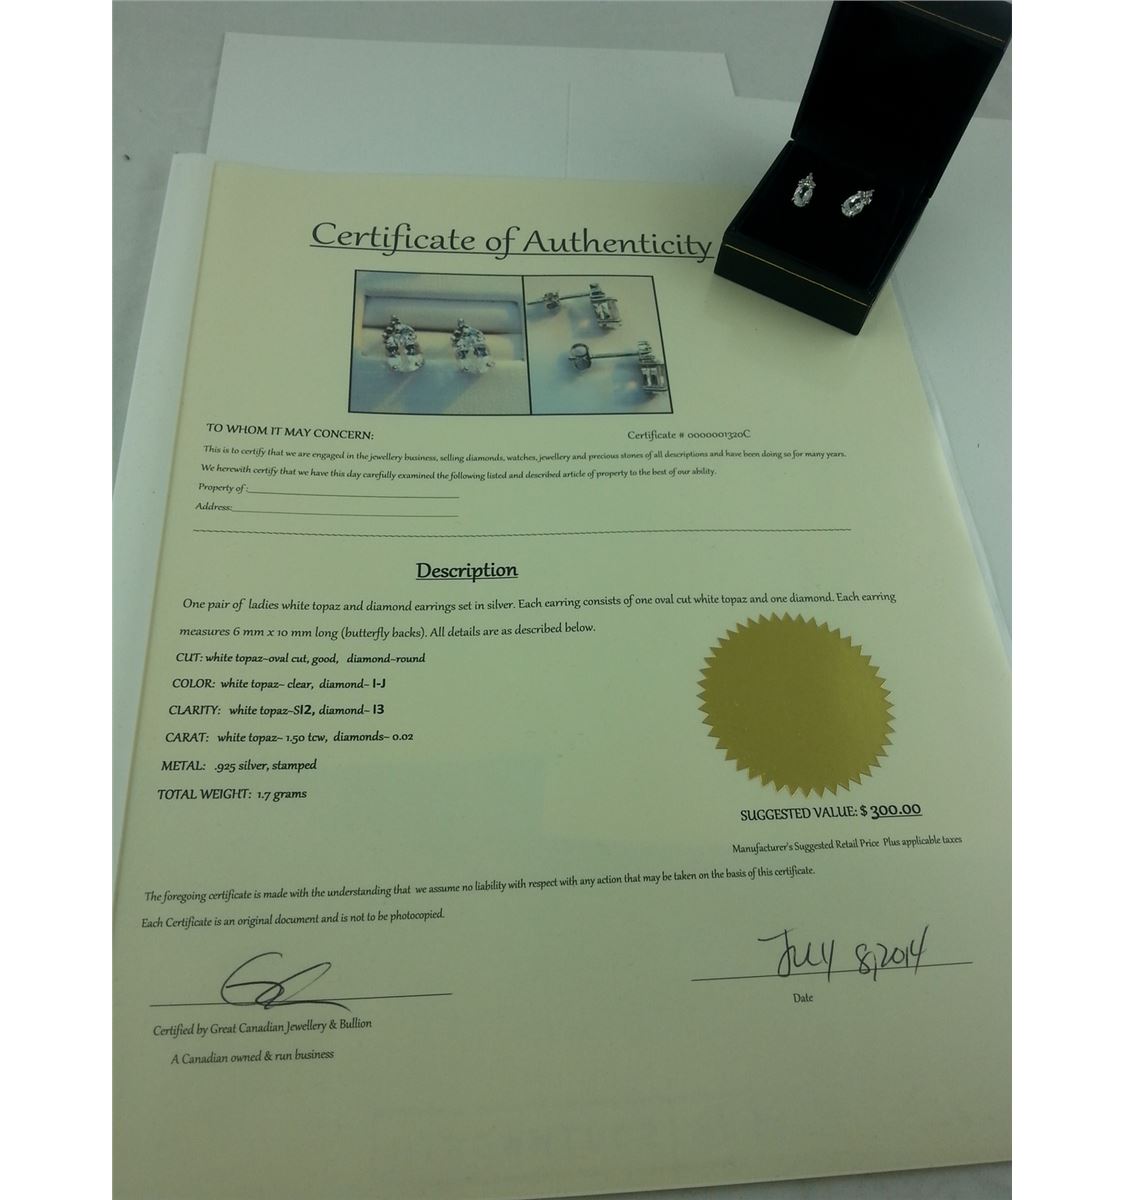 Certificate of Authenticity
TO WHOM IT MAY CONCERN:
Certificate # 0000001320C
This is to certify that we are engaged in the jewellery business, selling diamonds, watches, jewellery and precious stones of all descriptions and have been doing so for many years.
We herewith certify that we have this day carefully examined the following listed and described article of property to the best of our ability.
Property of:
Address:
Description
One pair of ladies white topaz and diamond earrings set in silver. Each earring consists of one oval cut white topaz and one diamond. Each earring
measures 6 mm x 10 mm long (butterfly backs). All details are as described below.
CUT: white topaz~oval cut, good, diamond~round
COLOR: white topaz~ clear, diamond~ I-J
CLARITY: white topaz~SI2, diamond~ I3
CARAT: white topaz~ 1.50 tcw, diamonds~ 0.02
METAL: .925 silver, stamped
TOTAL WEIGHT: 1.7 grams
SUGGESTED VALUE: $ 300.00
Manufacturer's Suggested Retail Price Plus applicable taxes
The foregoing certificate is made with the understanding that we assume no liability with respect with any action that may be taken on the basis of this certificate.
Each Certificate is an original document and is not to be photocopied.
July 8, 2014
Date
Certified by Great Canadian Jewellery & Bullion
A Canadian owned & run business